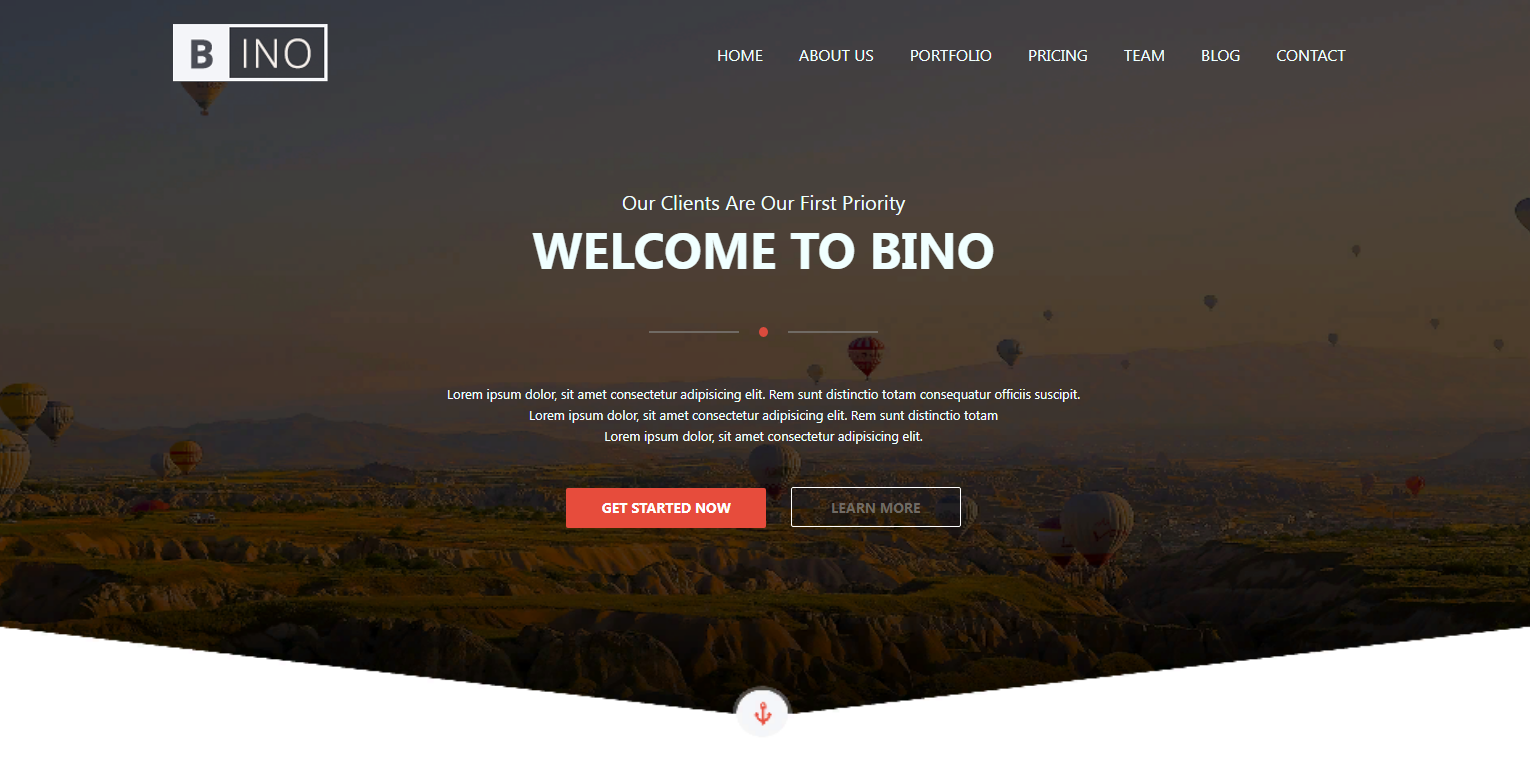 B INO
HOME ABOUT US PORTFOLIO PRICING TEAM BLOG CONTACT
Our Clients Are Our First Priority
WELCOME TO BINO
Lorem ipsum dolor, sit amet consectetur adipisicing elit. Rem sunt distinctio totam consequatur officiis suscipit.
Lorem ipsum dolor, sit amet consectetur adipisicing elit. Rem sunt distinctio totam
Lorem ipsum dolor, sit amet consectetur adipisicing elit.
GET STARTED NOW LEARN MORE